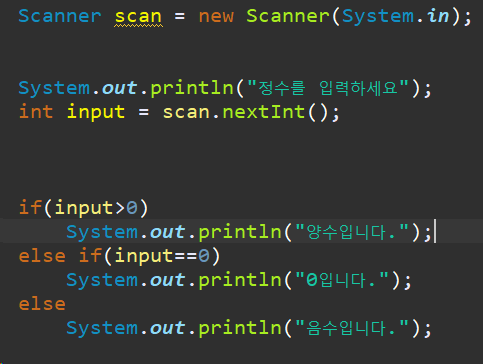 Scanner scan = new Scanner(System.in);
System.out.println("정수를 입력하세요");
int input = scan.nextInt();
if(input>0)
System.out.println("양수입니다.");
else if(input==0)
System.out.println("0입니다.");
else
System.out.println("음수입니다.");